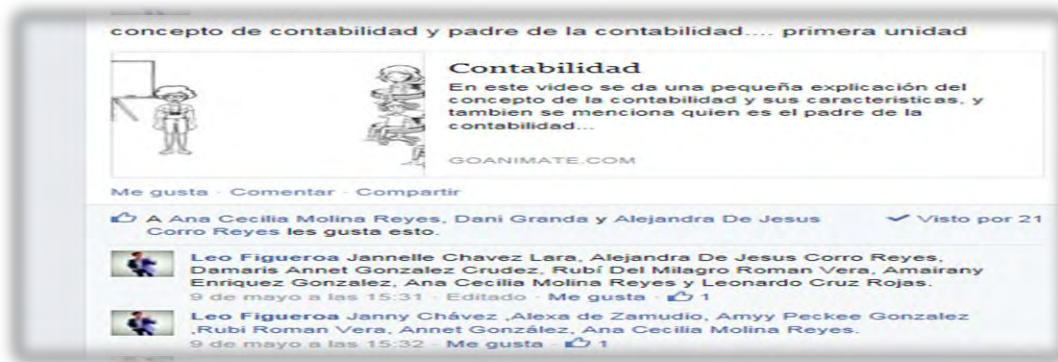 concepto de contabilidad y padre de la contabilidad.... primera unidad
Contabilidad
En este video se da una pequeña explicación del
concepto de la contabilidad y sus caracteristicas, y
tambien se menciona quien es el padre de la
contabilidad...
GOANIMATE.COM
Me gusta · Comentar · Compartir
A Ana Cecilia Molina Reyes, Dani Granda y Alejandra De Jesus
Corro Reyes les gusta esto.
Visto por 21
Leo Figueroa Jannelle Chavez Lara, Alejandra De Jesus Corro Reyes,
Damaris Annet Gonzalez Crudez, Rubí Del Milagro Roman Vera, Amairany
Enriquez Gonzalez, Ana Cecilia Molina Reyes y Leonardo Cruz Rojas.
9 de mayo a las 15:31 · Editado · Me gusta · 1
Leo Figueroa Janny Chávez ,Alexa de Zamudio, Amyy Peckee Gonzalez
,Rubi Roman Vera, Annet González, Ana Cecilia Molina Reyes.
9 de mayo a las 15:32 · Me gusta · 1